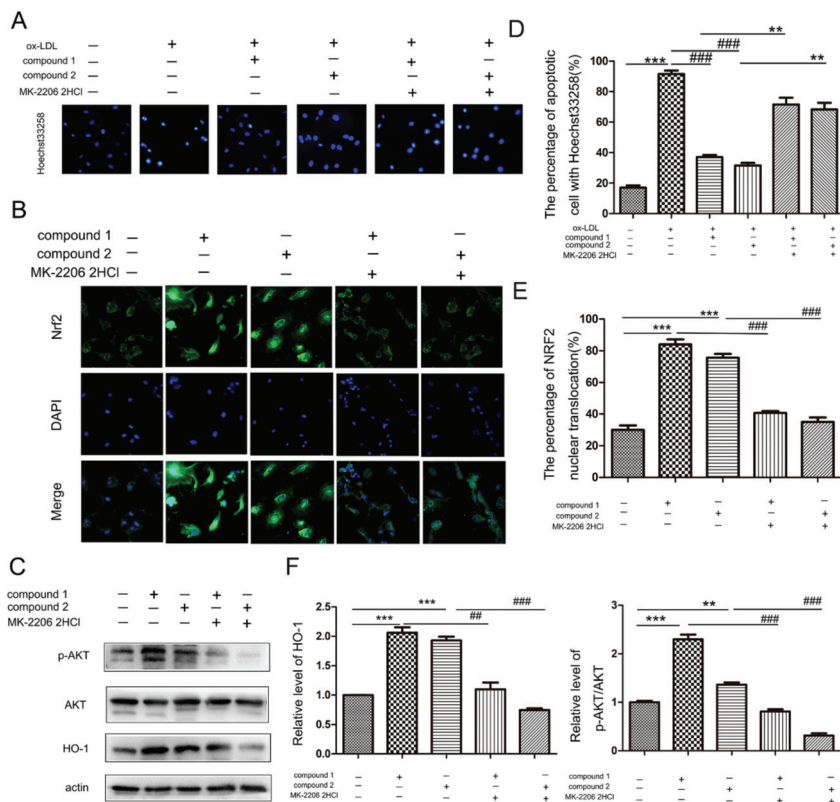 A
ox-LDL – + + + + +
compound 1 – – + – + –
compound 2 – – – + – +
MK-2206 2HCl – – – – + +
Hoechst33258
B
compound 1 – + – + –
compound 2 – – + – +
MK-2206 2HCl – – – + +
Nrf2
DAPI
Merge
C
compound 1 – + – + –
compound 2 – – + – +
MK-2206 2HCl – – – + +
p-AKT
AKT
HO-1
actin
D
The percentage of apoptotic
cell with Hoechst33258(%)
100
80
60
40
20
0
*** ### ### ** **
ox-LDL – + + + + +
compound 1 – – + – + –
compound 2 – – – + – +
MK-2206 2HCl – – – – + +
E
The percentage of NRF2
nuclear translocation(%)
100
80
60
40
20
0
*** *** ### ###
compound 1 – + – + –
compound 2 – – + – +
MK-2206 2HCl – – – + +
F
Relative level of HO-1
2.5
2.0
1.5
1.0
0.5
0.0
*** *** ## ###
compound 1 – + – + –
compound 2 – – + – +
MK-2206 2HCl – – – + +
Relative level of
p-AKT/AKT
3
2
1
0
*** ** ### ###
compound 1 – + – + –
compound 2 – – + – +
MK-2206 2HCl – – – + +